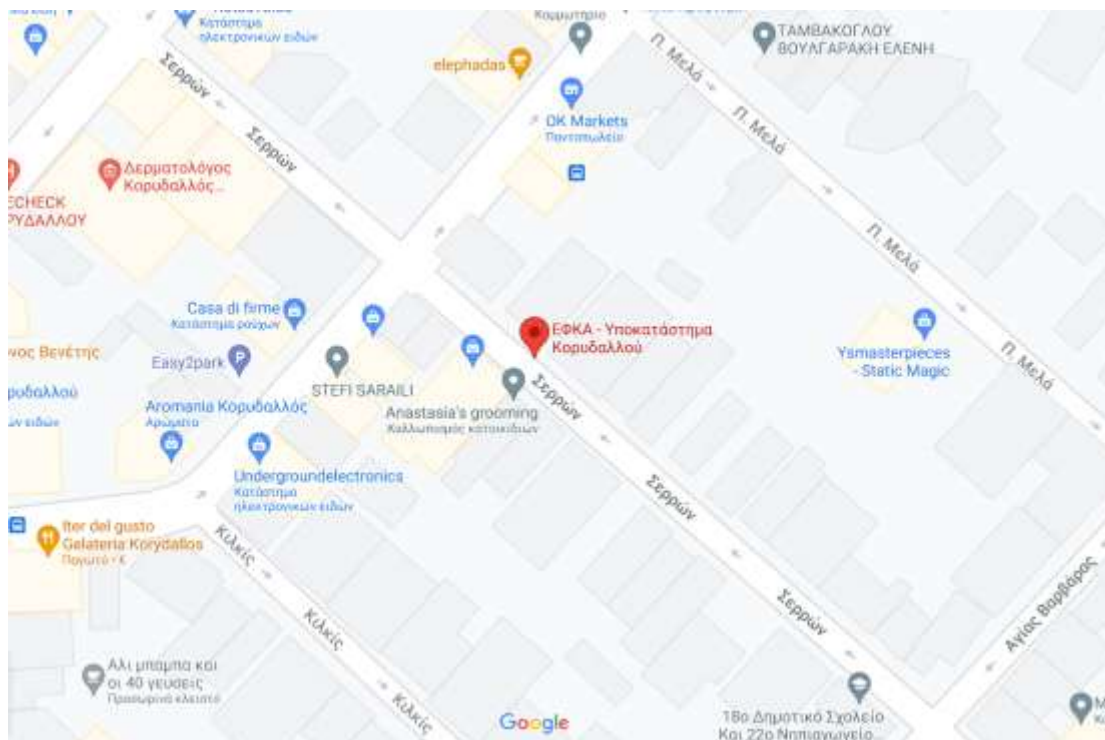 Κατάστημα
ηλεκτρονικών ειδών
Κομμωτήριο
ΤΑΜΒΑΚΟΓΛΟΥ
ΒΟΥΛΓΑΡΑΚΗ ΕΛΕΝΗ
elephadas
Σερρών
Π. Μελά
OK Markets
Παντοπωλείο
Π. Μελά
Σερρών
Δερματολόγος
Κορυδαλλός...
ECHECK
ΡΥΔΑΛΛΟΥ
Π. Μελά
Casa di firme
Κατάστημα ρούχων
ΕΦΚΑ - Υποκατάστημα
Κορυδαλλού
νος Βενέτης
Easy2park
Ysmasterpieces
- Static Magic
Π. Μελά
ρυδαλλού
ών ειδών
STEFI SARAILI
Σερρών
Aromania Κορυδαλλός
Αρώματα
Anastasia's grooming
Καλλωπισμός κατοικιδίων
Undergroundelectronics
Κατάστημα
ηλεκτρονικών ειδών
Σερρών
Iter del gusto
Gelateria Korydallos
Παγωτό • €
Κιλκίς
Σερρών
Αγίας Βαρβάρας
Κιλκίς
Αλι μπαμπα και
οι 40 γευσεις
Προσωρινά κλειστό
Κιλκίς
Google
18ο Δημοτικό Σχολείο
Και 22ο Νηπιαγωγείο...